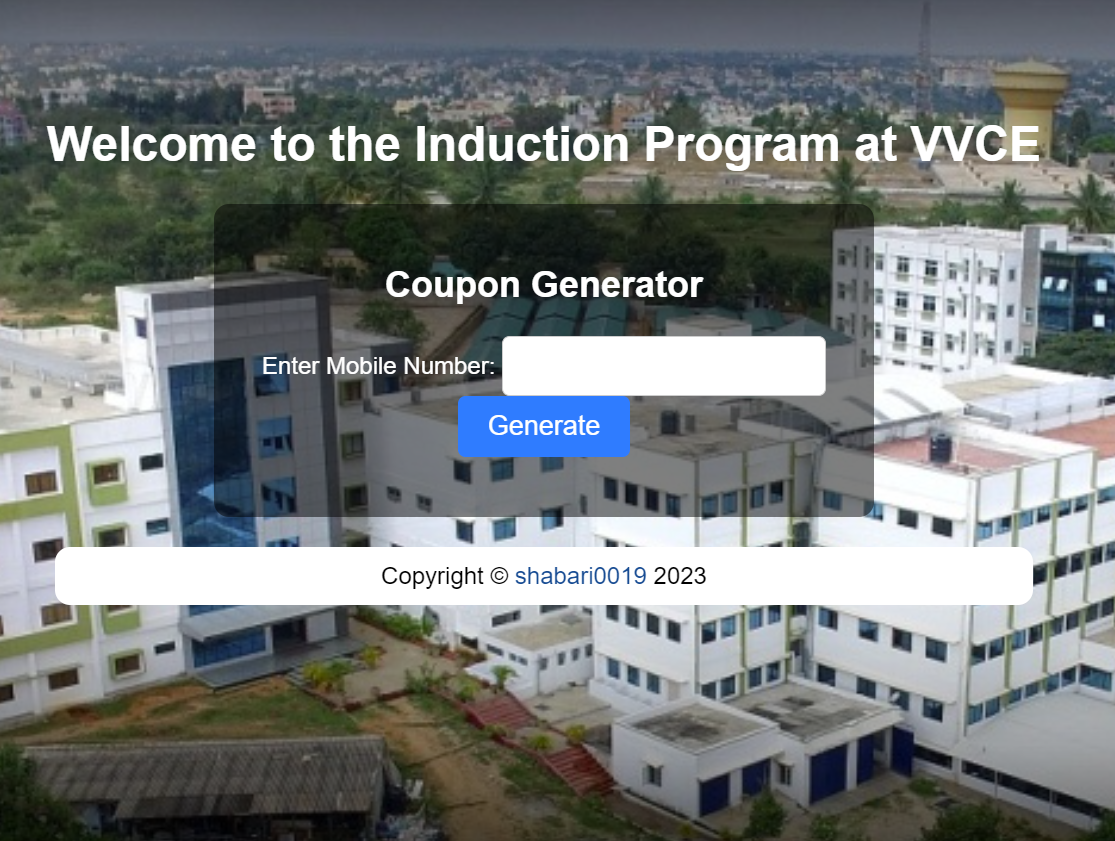 Welcome to the Induction Program at VVCE
Coupon Generator
Enter Mobile Number:
Generate
Copyright © shabari0019 2023